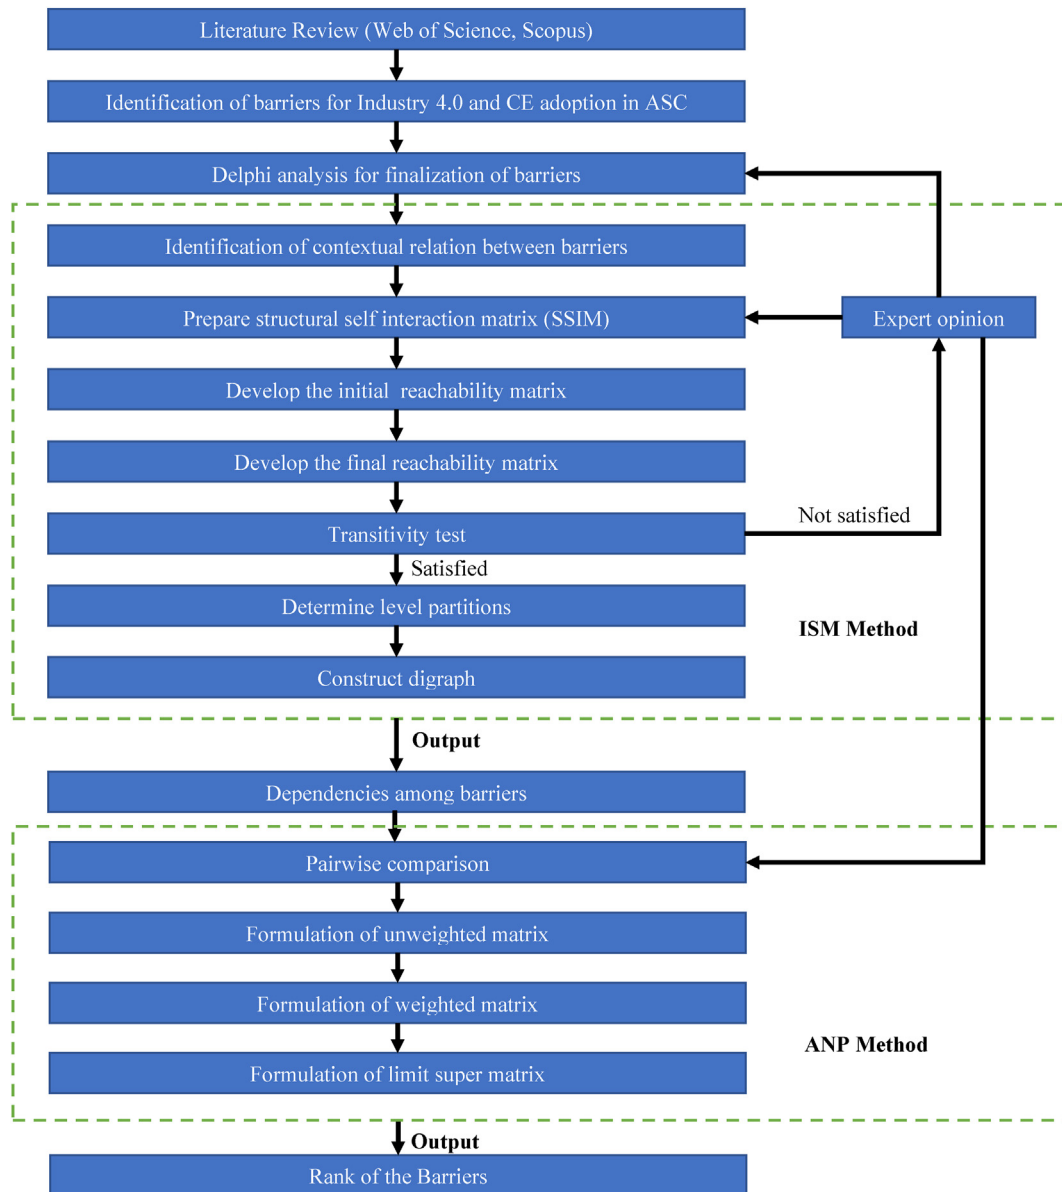 Literature Review (Web of Science, Scopus)
Identification of barriers for Industry 4.0 and CE adoption in ASC
Delphi analysis for finalization of barriers
Identification of contextual relation between barriers
Prepare structural self interaction matrix (SSIM)
Expert opinion
Develop the initial reachability matrix
Develop the final reachability matrix
Not satisfied
Transitivity test
Satisfied
Determine level partitions
ISM Method
Construct digraph
Output
Dependencies among barriers
Pairwise comparison
Formulation of unweighted matrix
Formulation of weighted matrix
ANP Method
Formulation of limit super matrix
Output
Rank of the Barriers